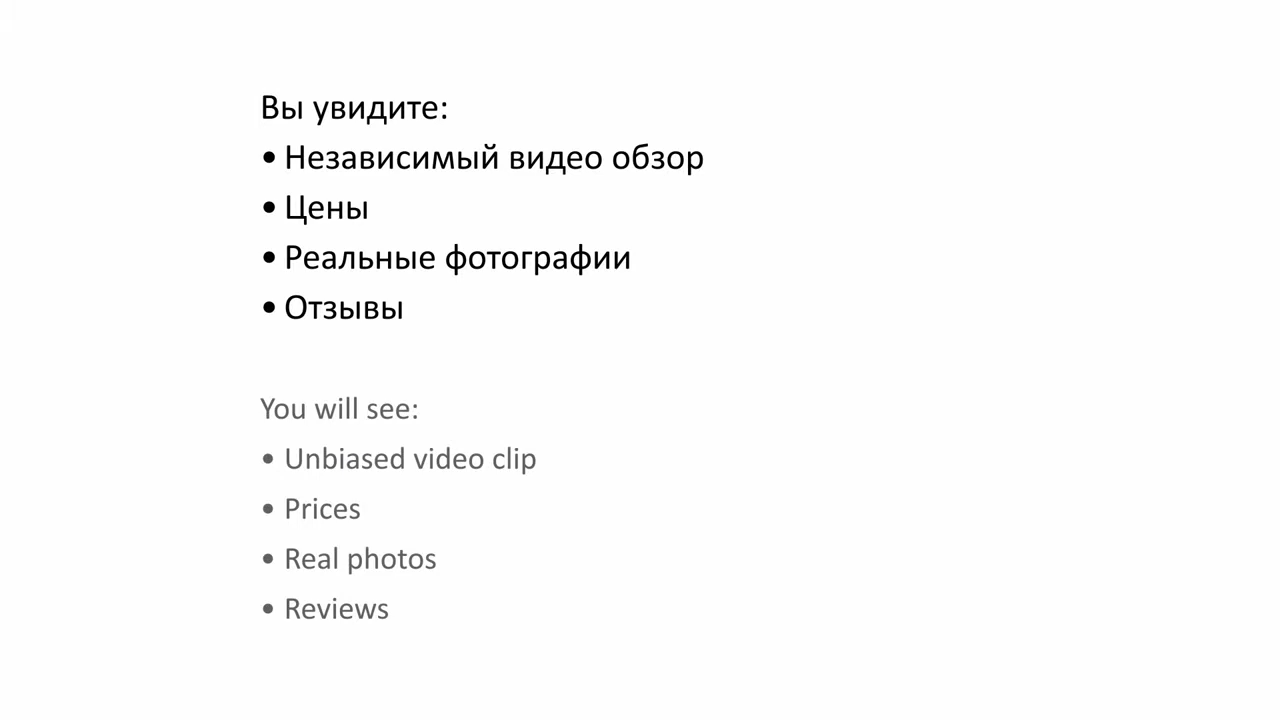 Вы увидите:
• Независимый видео обзор
• Цены
• Реальные фотографии
• Отзывы
You will see:
• Unbiased video clip
• Prices
• Real photos
• Reviews